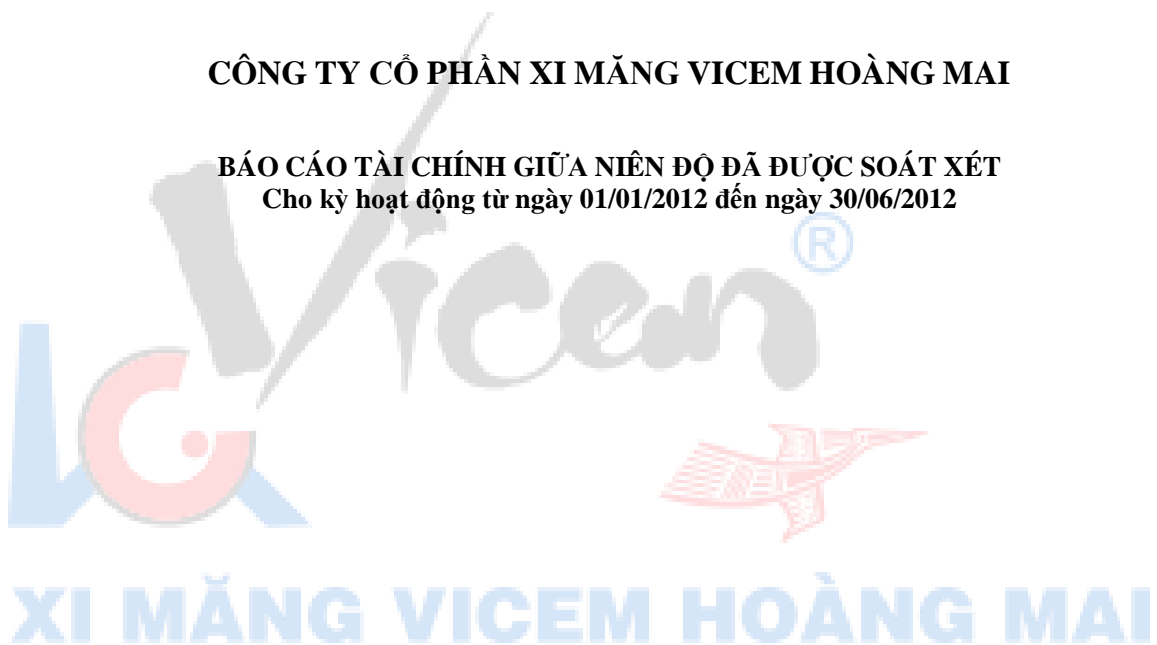 CÔNG TY CỔ PHẦN XI MĂNG VICEM HOÀNG MAI
BÁO CÁO TÀI CHÍNH GIỮA NIÊN ĐỘ ĐÃ ĐƯỢC SOÁT XÉT
Cho kỳ hoạt động từ ngày 01/01/2012 đến ngày 30/06/2012
Vicem®
XI MĂNG VICEM HOÀNG MAI